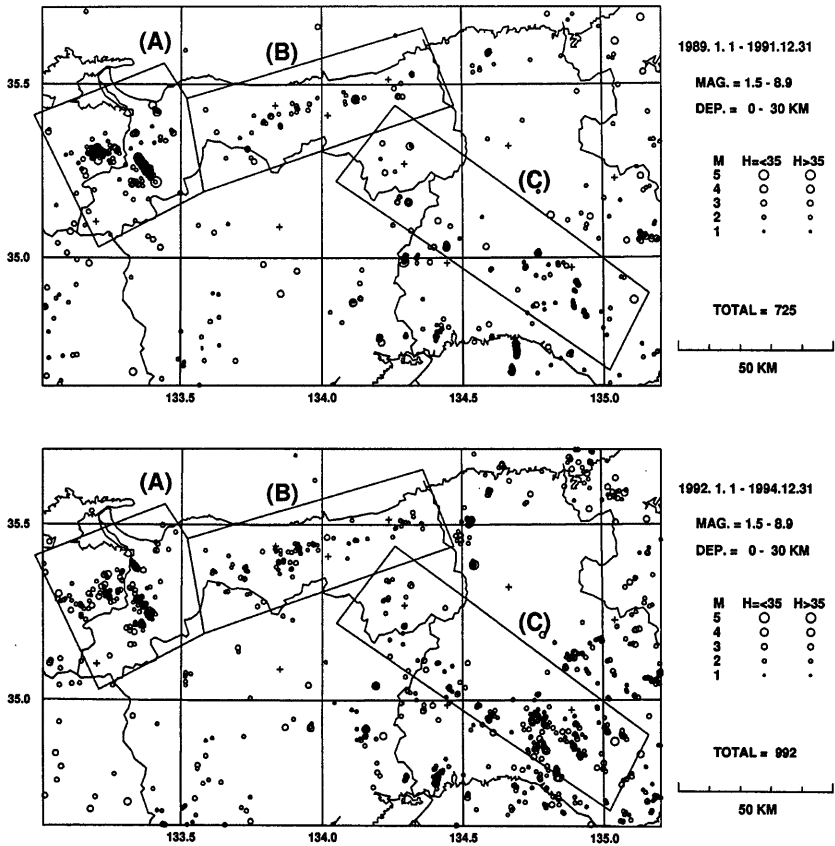 (A)
(B)
(C)
35.5
35.0
133.5
134.0
134.5
135.0
1989. 1. 1 - 1991.12.31
MAG. = 1.5 - 8.9
DEP. = 0 - 30 KM
M H=<35 H>35
5
4
3
2
1
TOTAL = 725
50 KM
(A)
(B)
(C)
35.5
35.0
133.5
134.0
134.5
135.0
1992. 1. 1 - 1994.12.31
MAG. = 1.5 - 8.9
DEP. = 0 - 30 KM
M H=<35 H>35
5
4
3
2
1
TOTAL = 992
50 KM